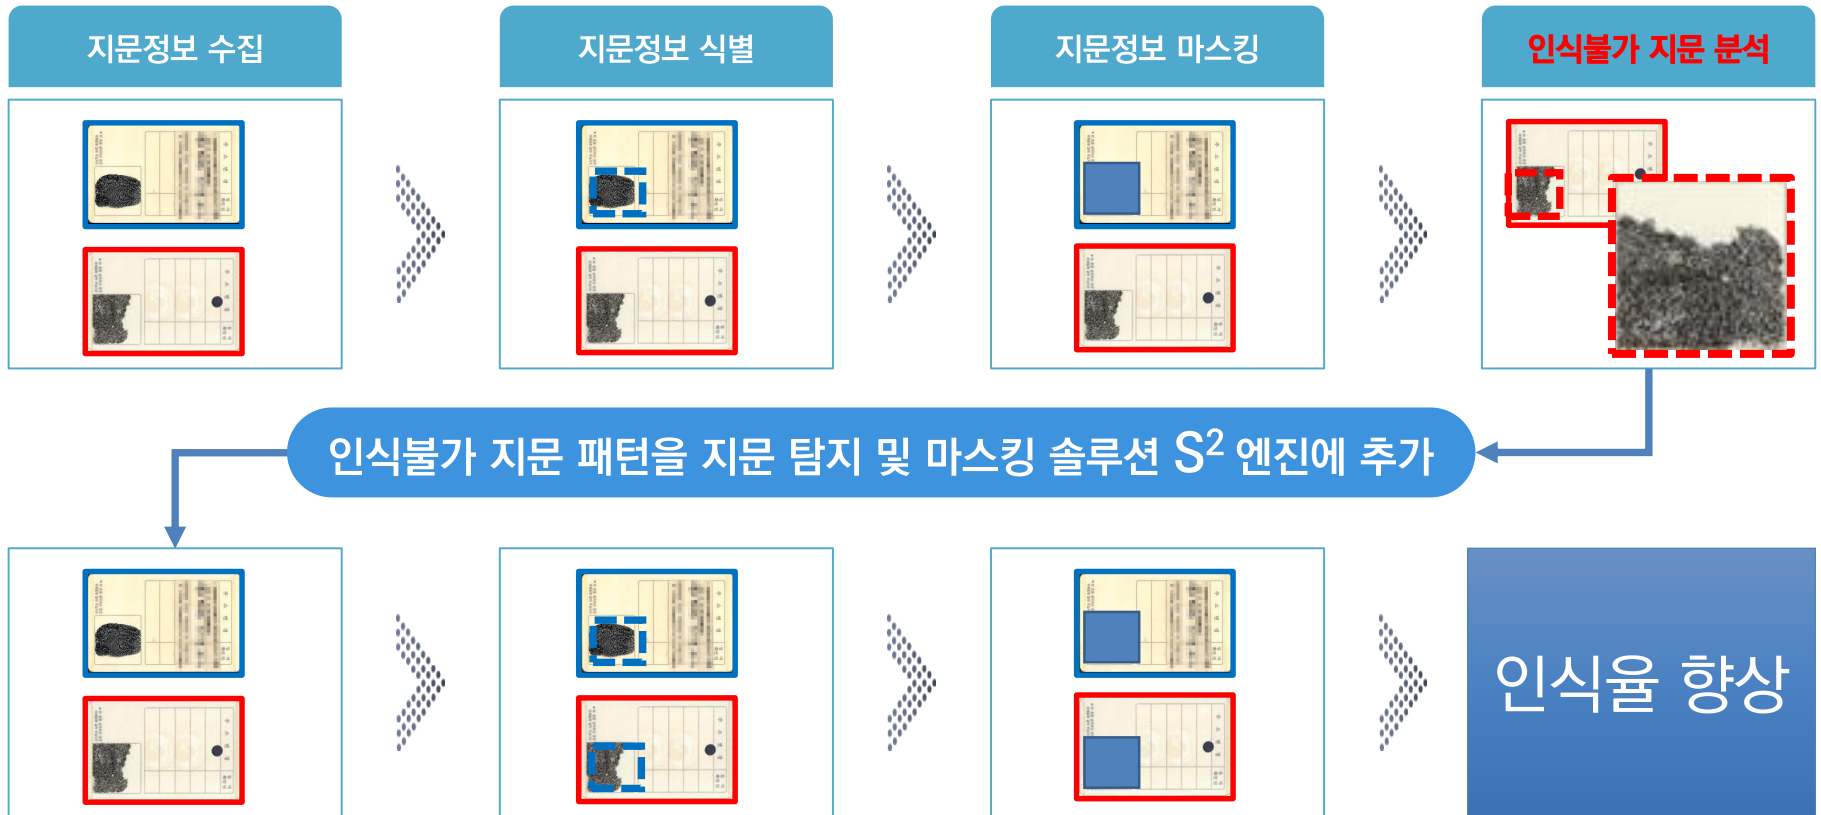 지문정보 수집
지문정보 식별
지문정보 마스킹
인식불가 지문 분석
인식불가 지문 패턴을 지문 탐지 및 마스킹 솔루션 S² 엔진에 추가
인식율 향상